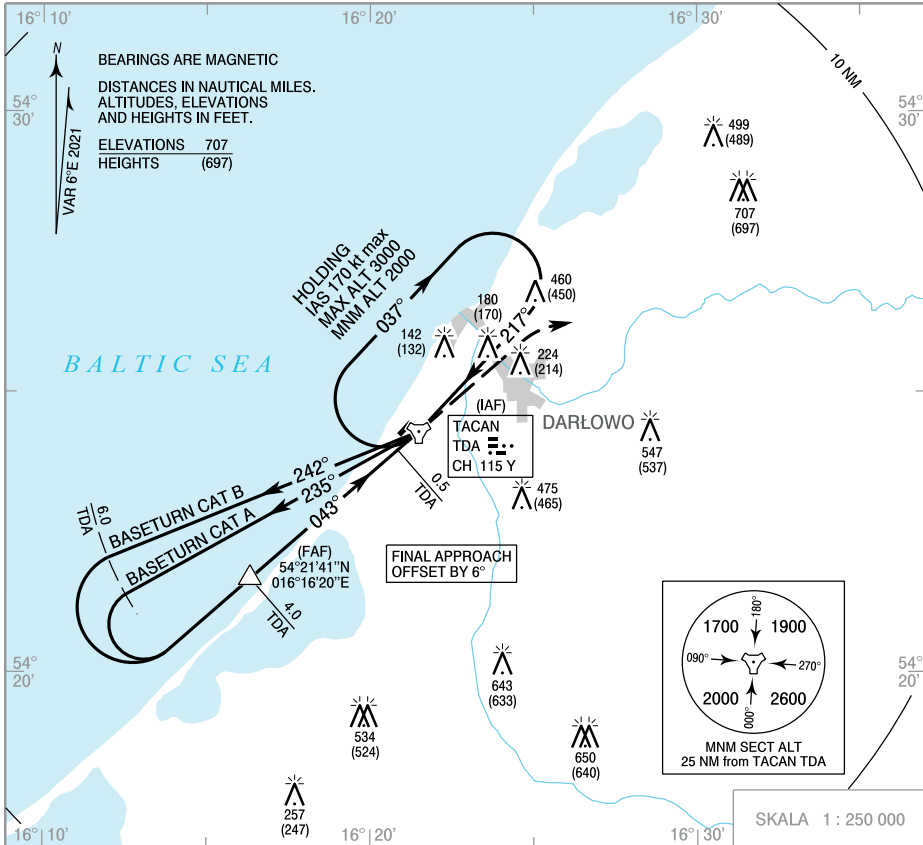 16°10'
16°20'
16°30'
54°
30'
N
VAR 6°E 2021
BEARINGS ARE MAGNETIC
DISTANCES IN NAUTICAL MILES.
ALTITUDES, ELEVATIONS
AND HEIGHTS IN FEET.
ELEVATIONS 707
HEIGHTS (697)
10 NM
499
(489)
707
(697)
HOLDING
IAS 170 kt max
MAX ALT 3000
MNM ALT 2000
037°
217°
460
(450)
180
(170)
142
(132)
224
(214)
BALTIC SEA
(IAF)
TACAN
TDA
CH 115 Y
DARŁOWO
547
(537)
475
(465)
0.5
TDA
242°
235°
043°
BASETURN CAT B
BASETURN CAT A
6.0
TDA
(FAF)
54°21'41"N
016°16'20"E
4.0
TDA
FINAL APPROACH
OFFSET BY 6°
1700
1900
2000
2600
180°
090°
270°
000°
MNM SECT ALT
25 NM from TACAN TDA
54°
20'
643
(633)
534
(524)
650
(640)
257
(247)
SKALA 1 : 250 000
16°10'
16°20'
16°30'